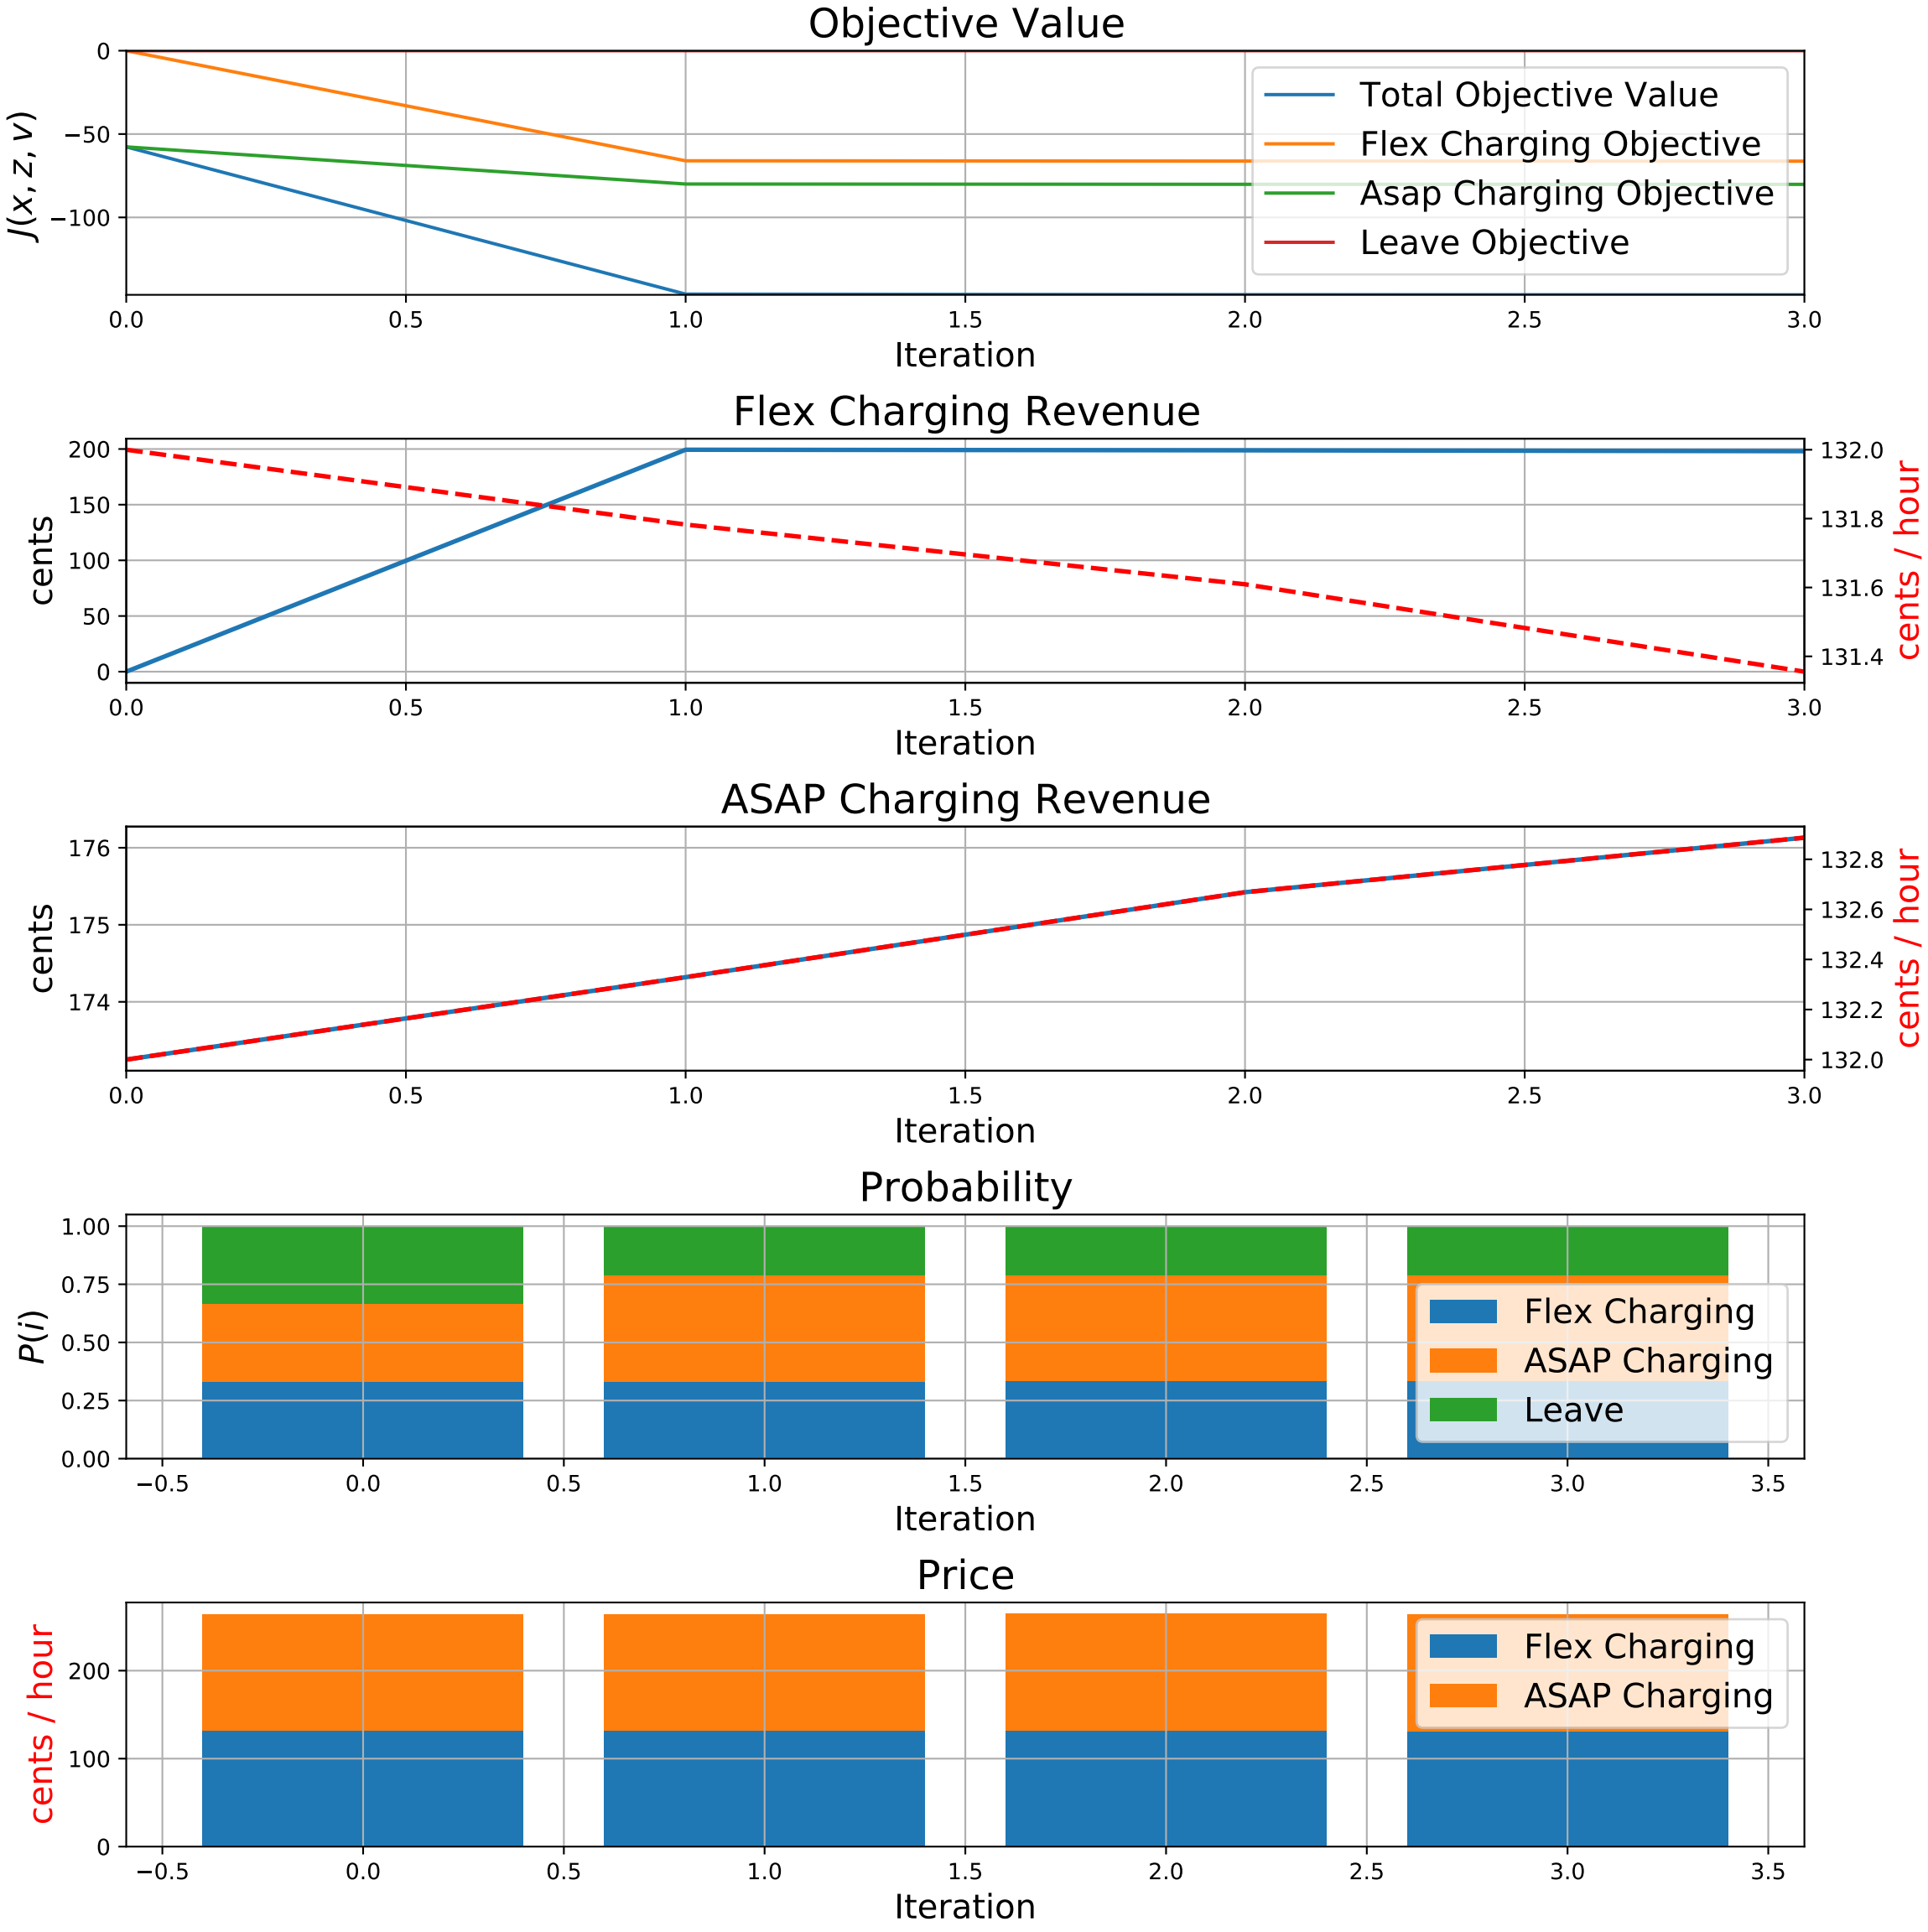 Objective Value
J(x, z, v)
0
−50
−100
Total Objective Value
Flex Charging Objective
Asap Charging Objective
Leave Objective
0.0 0.5 1.0 1.5 2.0 2.5 3.0
Iteration
Flex Charging Revenue
cents
200
150
100
50
0
132.0
131.8
131.6
131.4
cents / hour
0.0 0.5 1.0 1.5 2.0 2.5 3.0
Iteration
ASAP Charging Revenue
cents
176
175
174
132.8
132.6
132.4
132.2
132.0
cents / hour
0.0 0.5 1.0 1.5 2.0 2.5 3.0
Iteration
Probability
P(i)
1.00
0.75
0.50
0.25
0.00
Flex Charging
ASAP Charging
Leave
−0.5 0.0 0.5 1.0 1.5 2.0 2.5 3.0 3.5
Iteration
Price
cents / hour
200
100
0
Flex Charging
ASAP Charging
−0.5 0.0 0.5 1.0 1.5 2.0 2.5 3.0 3.5
Iteration